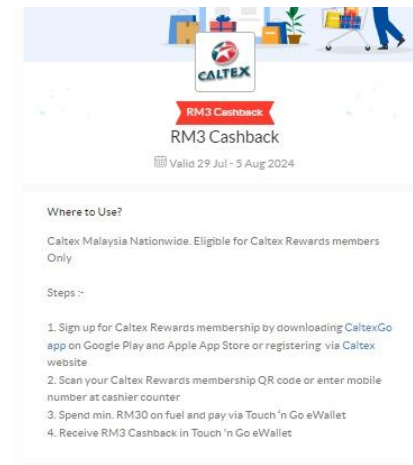 CALTEX
RM3 Cashback
RM3 Cashback
Valid 29 Jul - 5 Aug 2024
Where to Use?
Caltex Malaysia Nationwide. Eligible for Caltex Rewards members
Only
Steps :-
1. Sign up for Caltex Rewards membership by downloading CaltexGo
app on Google Play and Apple App Store or registering via Caltex
website
2. Scan your Caltex Rewards membership QR code or enter mobile
number at cashier counter
3. Spend min. RM30 on fuel and pay via Touch 'n Go eWallet
4. Receive RM3 Cashback in Touch 'n Go eWallet